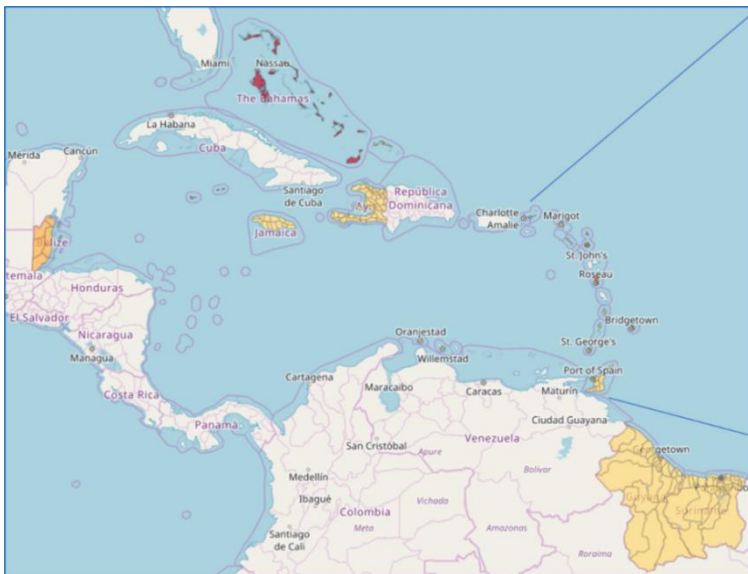 Miami
Nassau
The Bahamas
La Habana
Cuba
Mérida
Cancún
Santiago
de Cuba
República
Dominicana
Charlotte
Amalie
Marigot
Jamaica
Belize
St. John's
Roseau
temala
Honduras
El Salvador
Nicaragua
Managua
Bridgetown
Oranjestad
Willemstad
St. George's
Costa Rica
Cartagena
Port of Spain
Maracaibo
Caracas
Maturín
Panamá
Ciudad Guayana
San Cristóbal
Venezuela
Georgetown
Apure
Bolívar
Medellín
Ibagué
Vichada
Guyana
Suriname
Colombia
Meta
Amazonas
Santiago
de Cali
Roraima